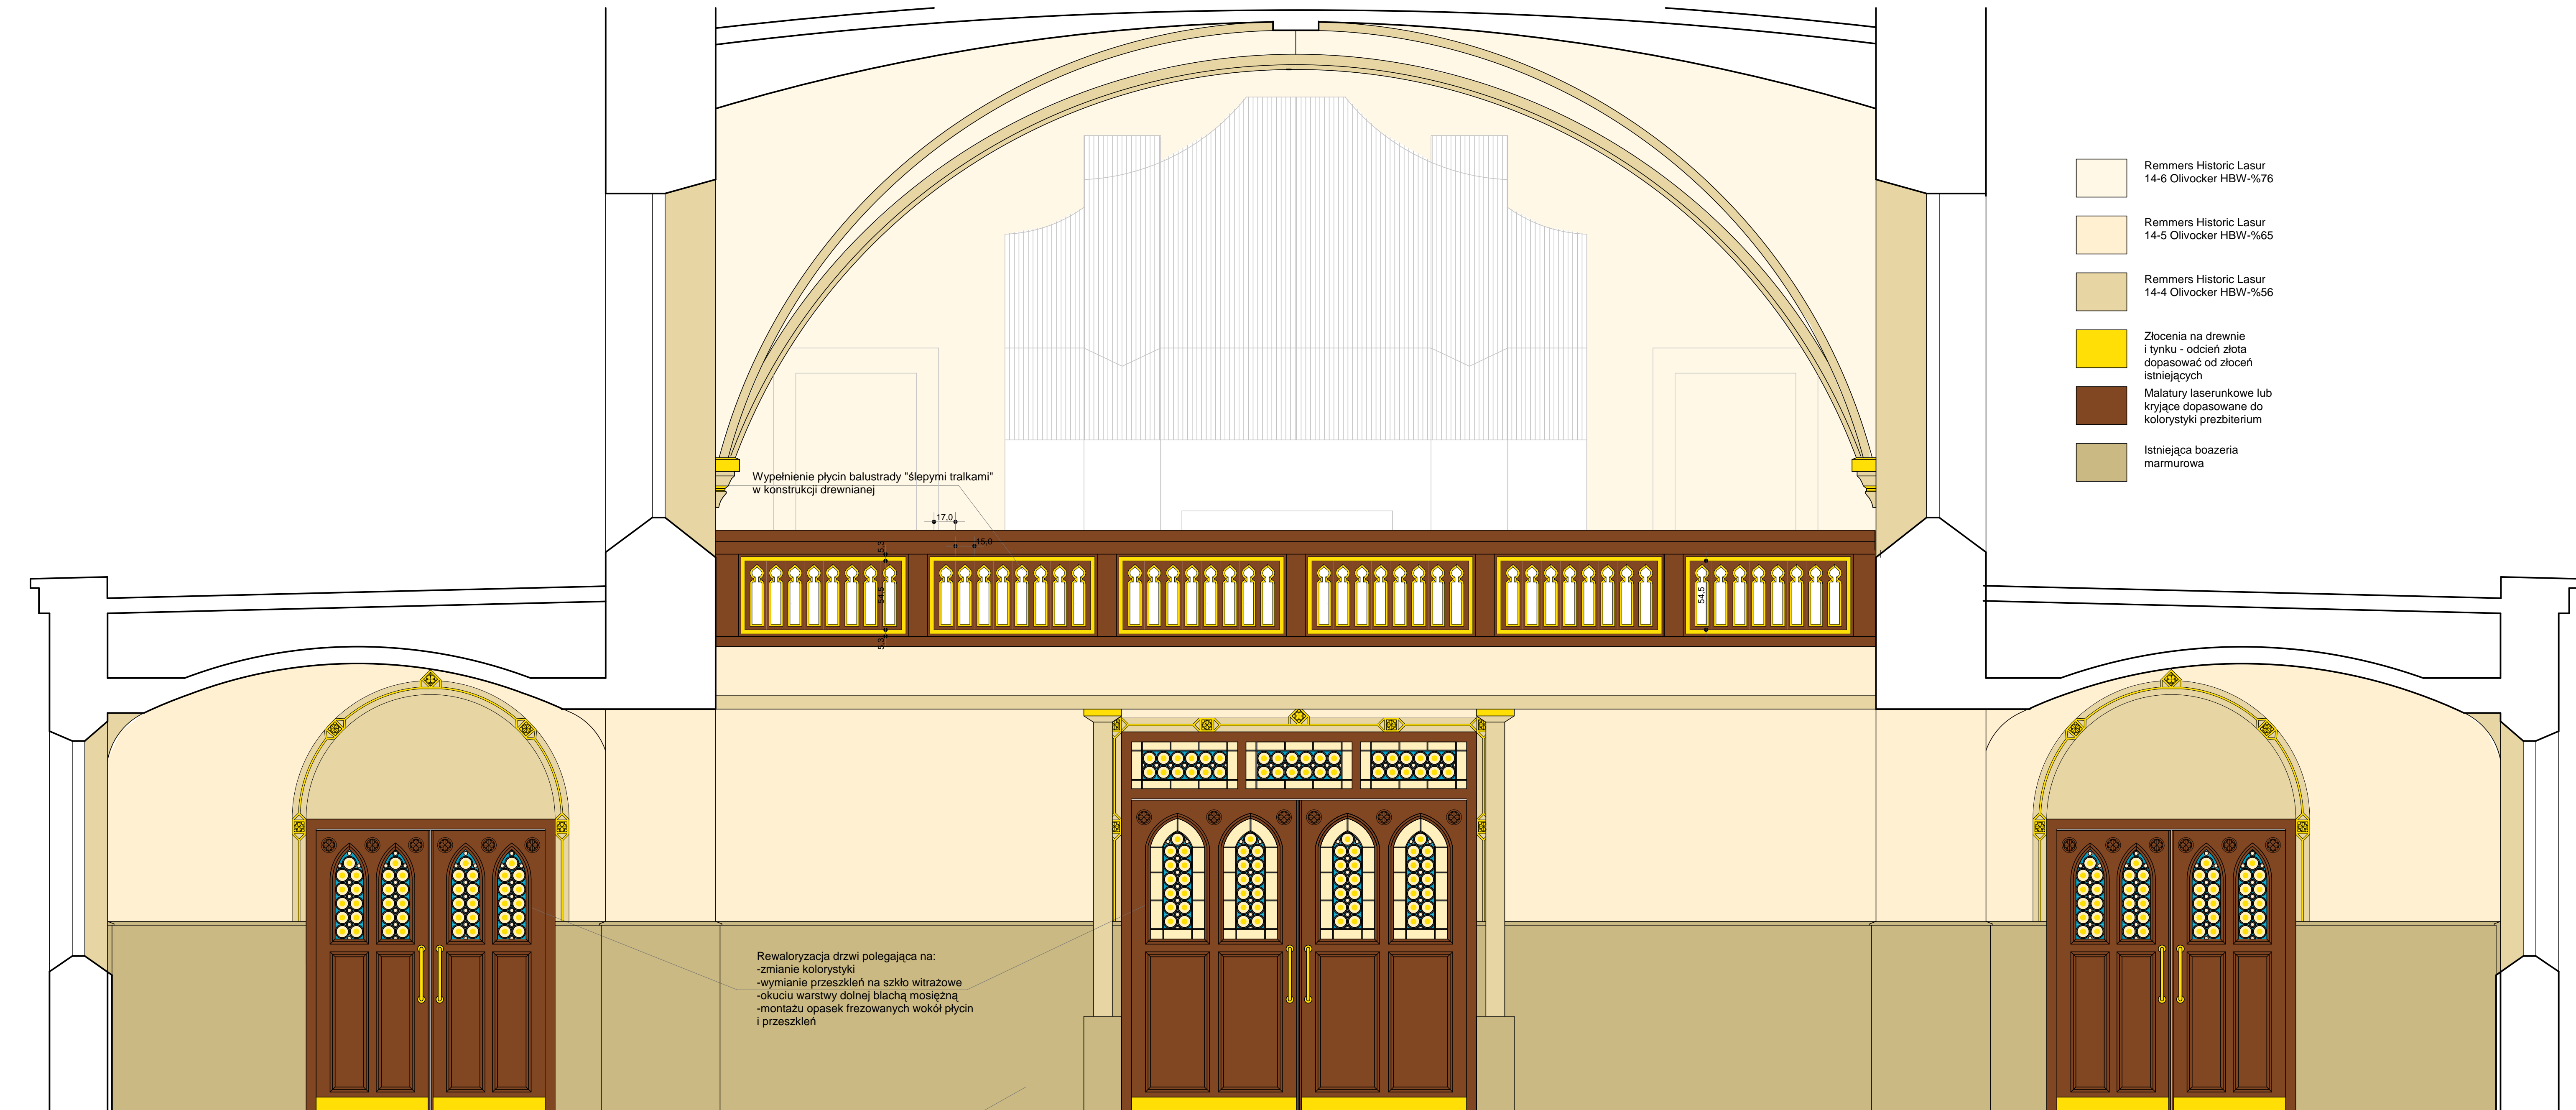 Remmers Historic Lasur
14-6 Olivocker HBW-%76
Remmers Historic Lasur
14-5 Olivocker HBW-%65
Remmers Historic Lasur
14-4 Olivocker HBW-%56
Złocenia na drewnie
i tynku - odcień złota
dopasować od złoceń
istniejących
Malatury laserunkowe lub
kryjące dopasowane do
kolorystyki prezbiterium
Istniejąca boazeria
marmurowa
Wypełnienie płycin balustrady "ślepymi tralkami"
w konstrukcji drewnianej
17,0
15,0
5,3
54,5
5,3
54,5
Rewaloryzacja drzwi polegająca na:
-zmianie kolorystyki
-wymianie przeszkleń na szkło witrażowe
-okuciu warstwy dolnej blachą mosiężną
-montażu opasek frezowanych wokół płycin
i przeszkleń